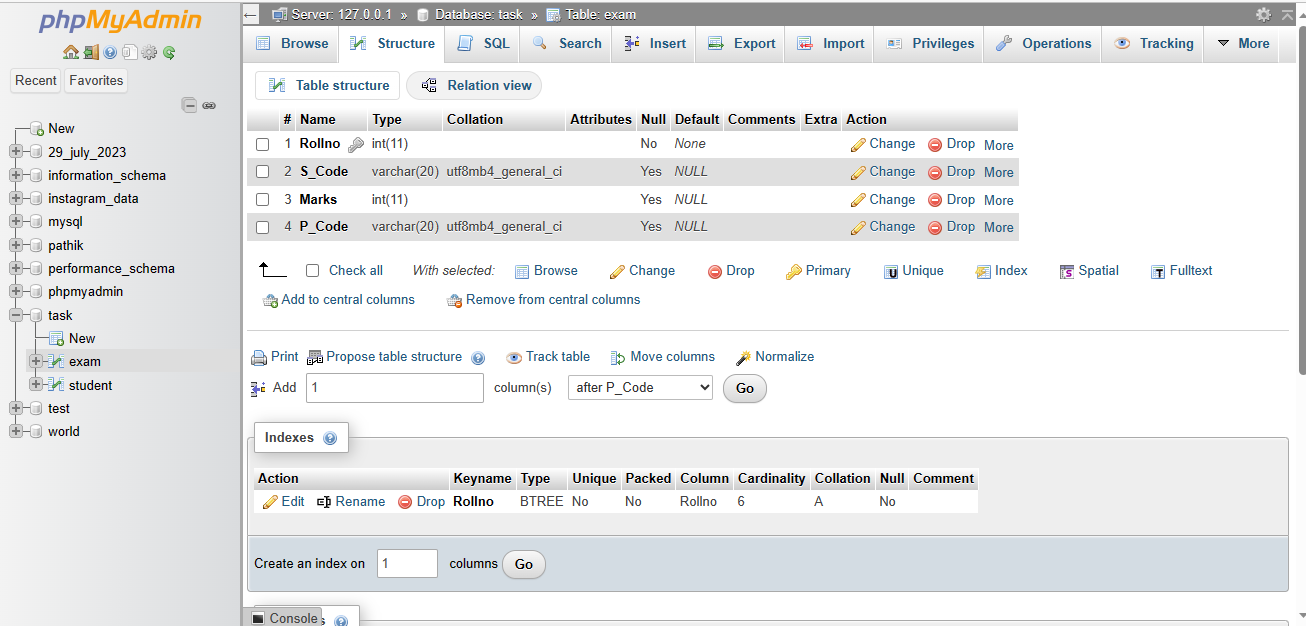 phpMyAdmin
Recent Favorites
New
29_july_2023
information_schema
instagram_data
mysql
pathik
performance_schema
phpmyadmin
task
New
exam
student
test
world
Server: 127.0.0.1 » Database: task » Table: exam
Browse Structure SQL Search Insert Export Import Privileges Operations Tracking More
Table structure Relation view
# Name Type Collation Attributes Null Default Comments Extra Action
1 Rollno int(11) No None Change Drop More
2 S_Code varchar(20) utf8mb4_general_ci Yes NULL Change Drop More
3 Marks int(11) Yes NULL Change Drop More
4 P_Code varchar(20) utf8mb4_general_ci Yes NULL Change Drop More
Check all With selected: Browse Change Drop Primary Unique Index Spatial Fulltext
Add to central columns Remove from central columns
Print Propose table structure Track table Move columns Normalize
Add 1 column(s) after P_Code Go
Indexes
Action Keyname Type Unique Packed Column Cardinality Collation Null Comment
Edit Rename Drop Rollno BTREE No No Rollno 6 A No
Create an index on 1 columns Go
Console